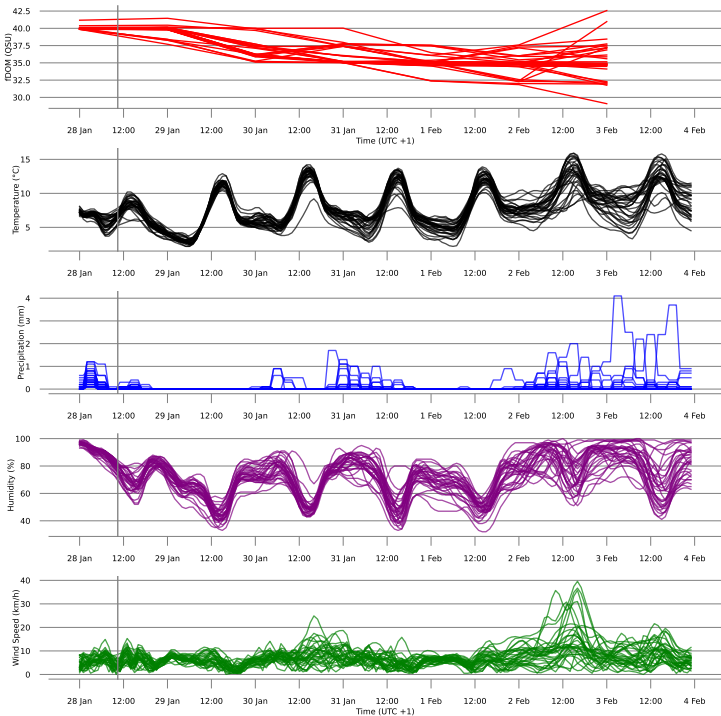 42.5
40.0
37.5
35.0
32.5
30.0
fDOM (QSU)
28 Jan 12:00 29 Jan 12:00 30 Jan 12:00 31 Jan 12:00 1 Feb 12:00 2 Feb 12:00 3 Feb 12:00 4 Feb
Time (UTC +1)
15
10
5
Temperature (°C)
28 Jan 12:00 29 Jan 12:00 30 Jan 12:00 31 Jan 12:00 1 Feb 12:00 2 Feb 12:00 3 Feb 12:00 4 Feb
4
3
2
1
0
Precipitation (mm)
28 Jan 12:00 29 Jan 12:00 30 Jan 12:00 31 Jan 12:00 1 Feb 12:00 2 Feb 12:00 3 Feb 12:00 4 Feb
100
80
60
40
Humidity (%)
28 Jan 12:00 29 Jan 12:00 30 Jan 12:00 31 Jan 12:00 1 Feb 12:00 2 Feb 12:00 3 Feb 12:00 4 Feb
40
30
20
10
0
Wind Speed (km/h)
28 Jan 12:00 29 Jan 12:00 30 Jan 12:00 31 Jan 12:00 1 Feb 12:00 2 Feb 12:00 3 Feb 12:00 4 Feb
Time (UTC +1)